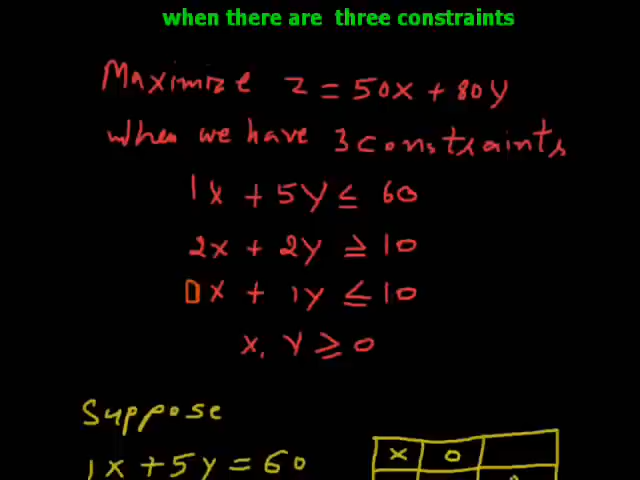 when there are three constraints
Maximize Z = 50x + 80y
When we have 3 constraints
1x + 5y ≤ 60
2x + 2y ≥ 10
0x + 1y ≤ 10
x, y ≥ 0
Suppose
1x + 5y = 60
x 0